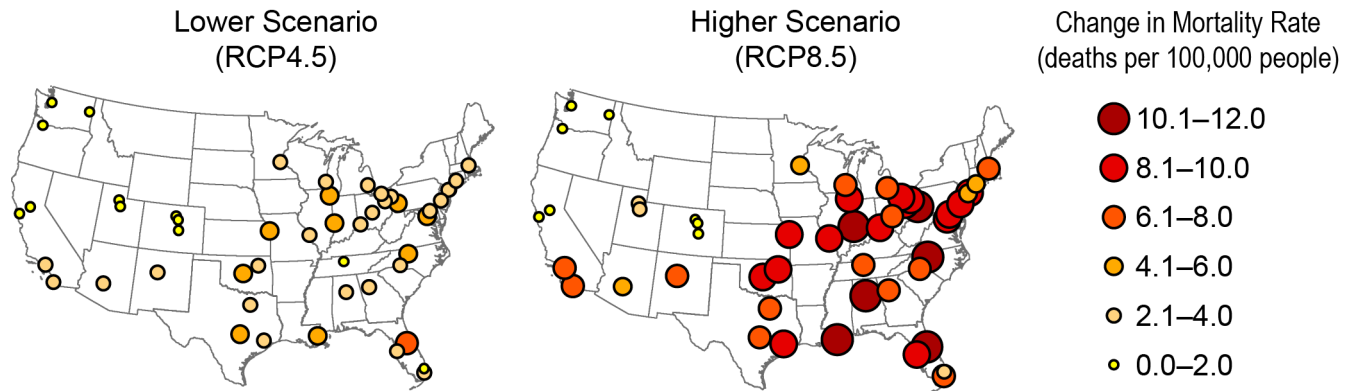 Lower Scenario
(RCP4.5)
Higher Scenario
(RCP8.5)
Change in Mortality Rate
(deaths per 100,000 people)
10.1–12.0
8.1–10.0
6.1–8.0
4.1–6.0
2.1–4.0
0.0–2.0